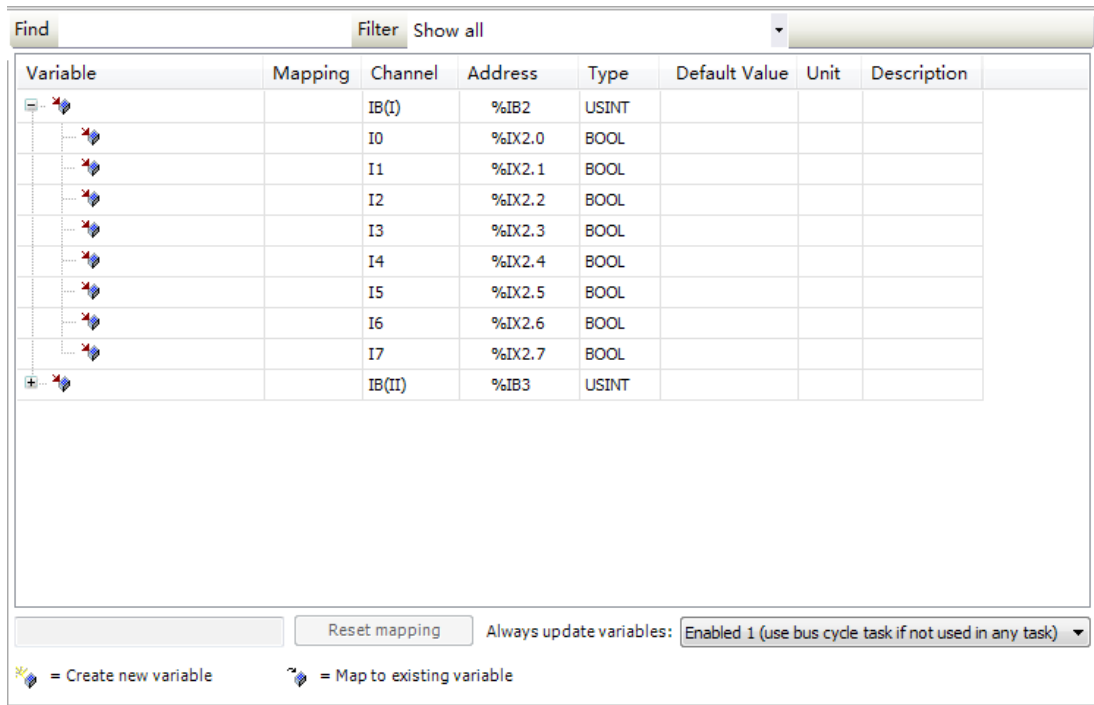 Find Filter Show all
Variable Mapping Channel Address Type Default Value Unit Description
IB(I) %IB2 USINT
I0 %IX2.0 BOOL
I1 %IX2.1 BOOL
I2 %IX2.2 BOOL
I3 %IX2.3 BOOL
I4 %IX2.4 BOOL
I5 %IX2.5 BOOL
I6 %IX2.6 BOOL
I7 %IX2.7 BOOL
IB(II) %IB3 USINT
Reset mapping Always update variables: Enabled 1 (use bus cycle task if not used in any task)
= Create new variable = Map to existing variable